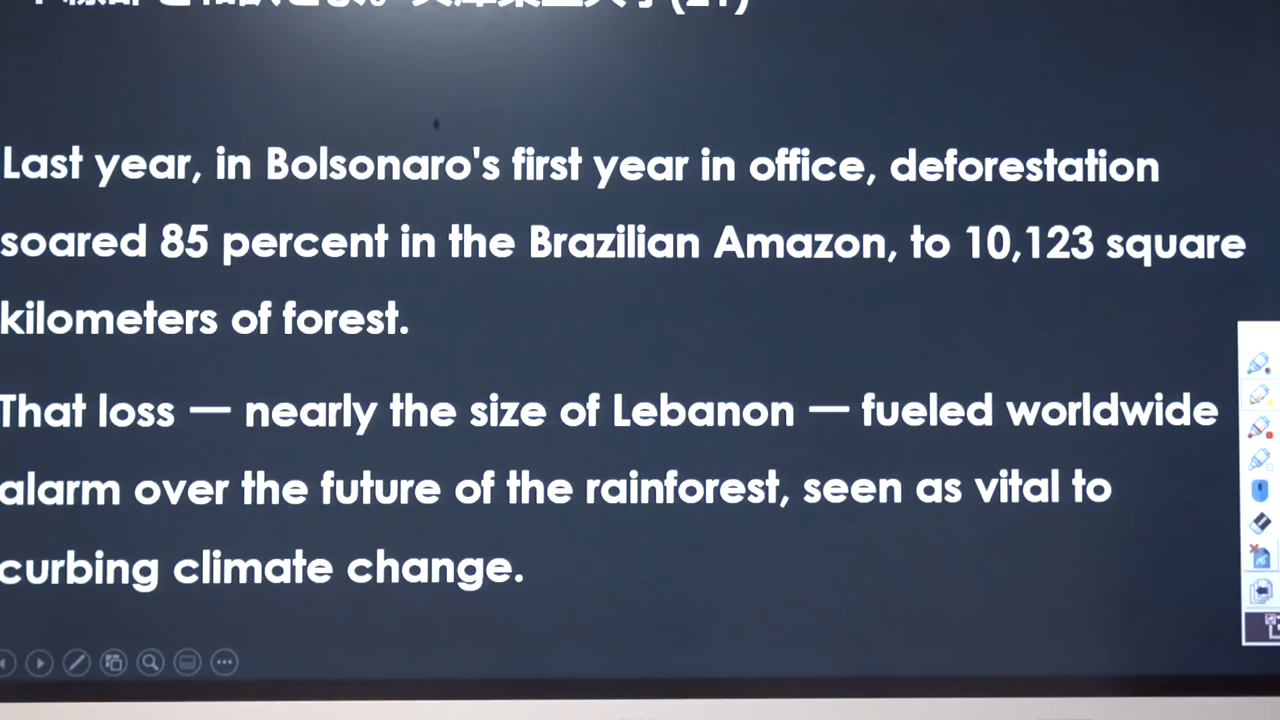 Last year, in Bolsonaro's first year in office, deforestation
soared 85 percent in the Brazilian Amazon, to 10,123 square
kilometers of forest.
That loss — nearly the size of Lebanon — fueled worldwide
alarm over the future of the rainforest, seen as vital to
curbing climate change.